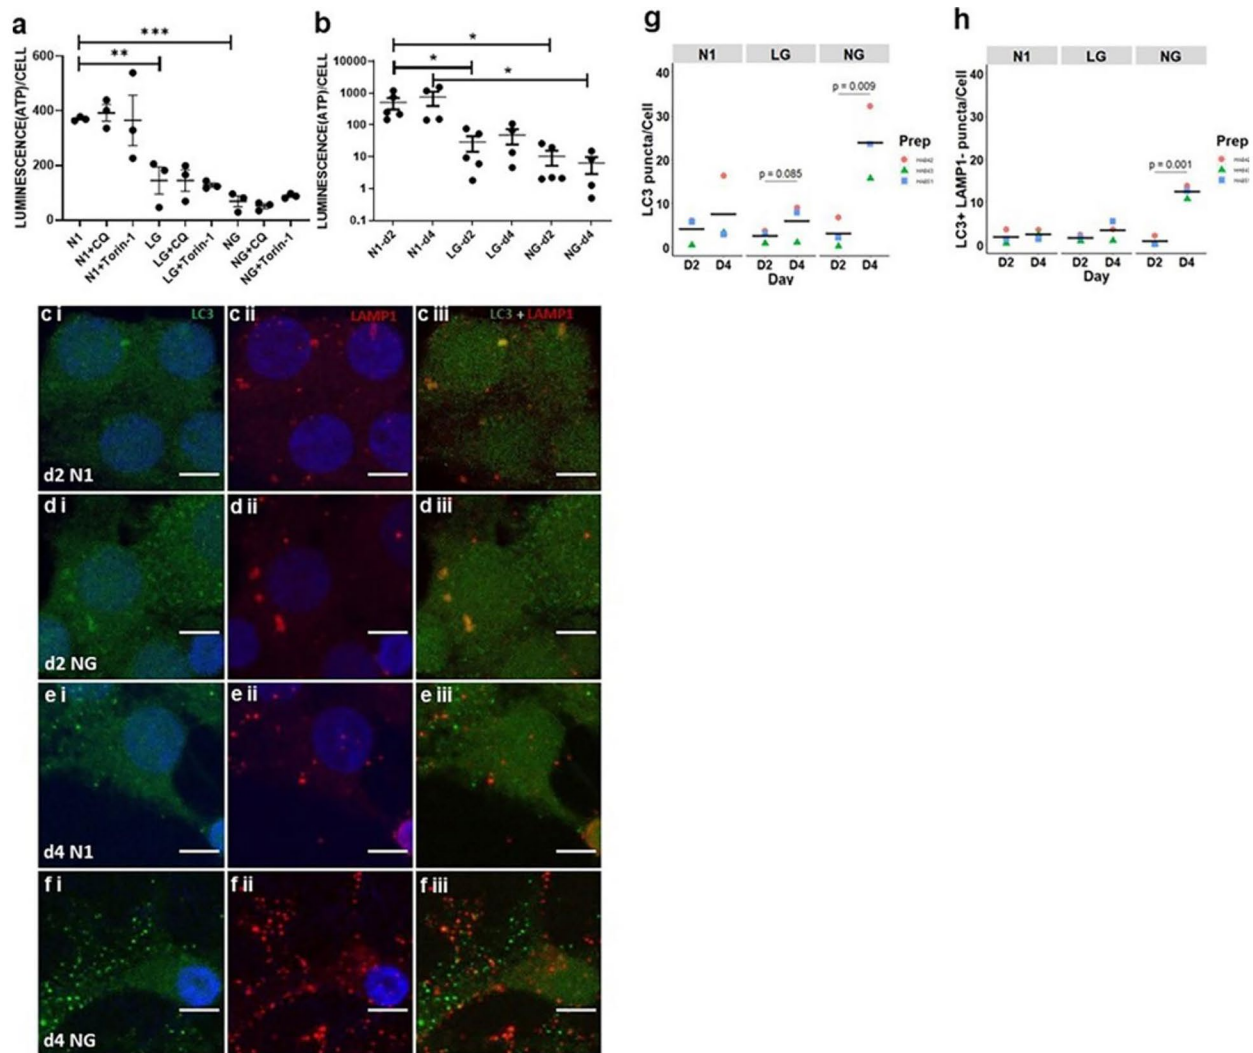 a
***
**
600
400
200
0
LUMINESCENCE(ATP)/CELL
N1
N1+CQ
N1+Torin-1
LG
LG+CQ
LG+Torin-1
NG
NG+CQ
NG+Torin-1
b
*
*
*
10000
1000
100
10
1
0.1
LUMINESCENCE(ATP)/CELL
N1-d2
N1-d4
LG-d2
LG-d4
NG-d2
NG-d4
g
N1 LG NG
40
30
20
10
0
LC3 puncta/Cell
p = 0.009
p = 0.085
D2 D4 D2 D4 D2 D4
Day
Prep
h
N1 LG NG
40
30
20
10
0
LC3+ LAMP1- puncta/Cell
p = 0.001
D2 D4 D2 D4 D2 D4
Day
Prep
c i LC3
d2 N1
c ii LAMP1
c iii LC3 + LAMP1
d i
d2 NG
d ii
d iii
e i
d4 N1
e ii
e iii
f i
d4 NG
f ii
f iii